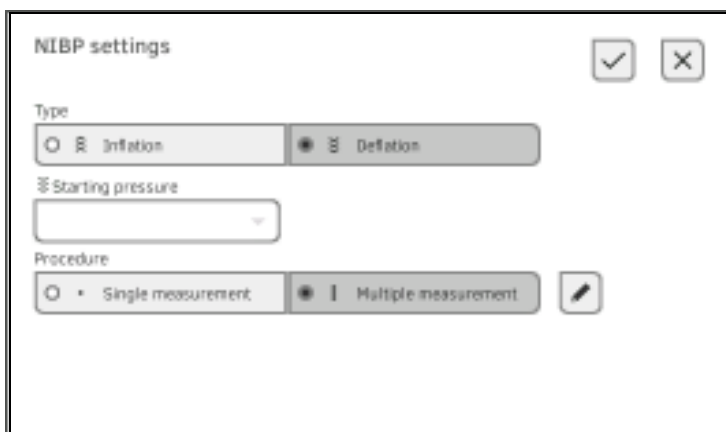 NIBP settings
Type
Inflation Deflation
Starting pressure
Procedure
Single measurement Multiple measurement